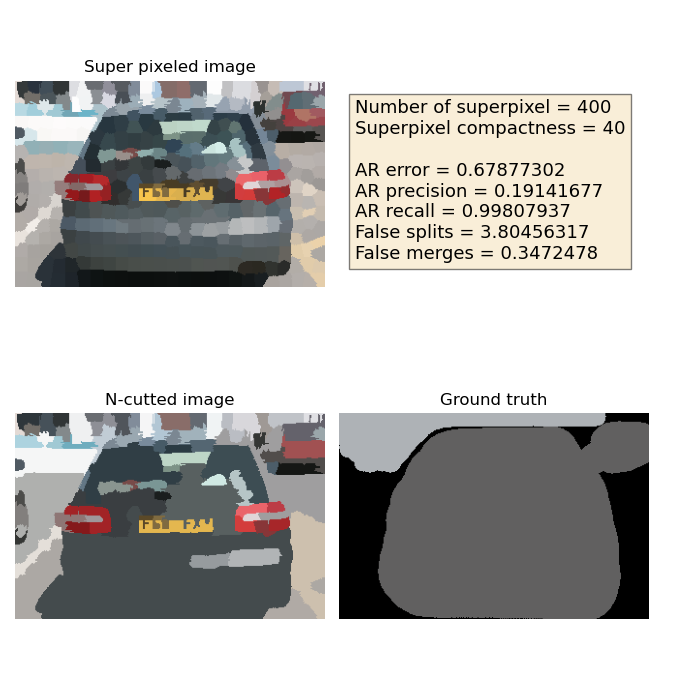 Super pixeled image
Number of superpixel = 400
Superpixel compactness = 40
AR error = 0.67877302
AR precision = 0.19141677
AR recall = 0.99807937
False splits = 3.80456317
False merges = 0.3472478
N-cutted image
Ground truth